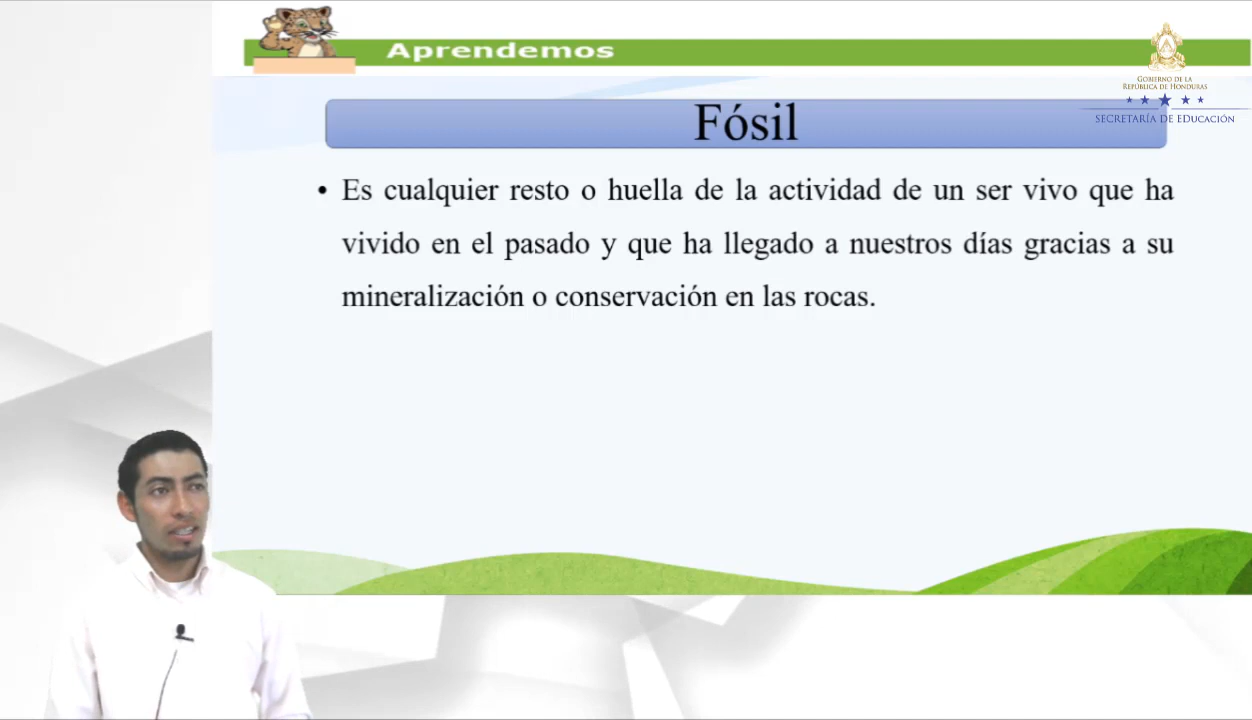 Aprendemos
GOBIERNO DE LA
REPÚBLICA DE HONDURAS
SECRETARÍA DE EDUCACIÓN
Fósil
• Es cualquier resto o huella de la actividad de un ser vivo que ha
vivido en el pasado y que ha llegado a nuestros días gracias a su
mineralización o conservación en las rocas.